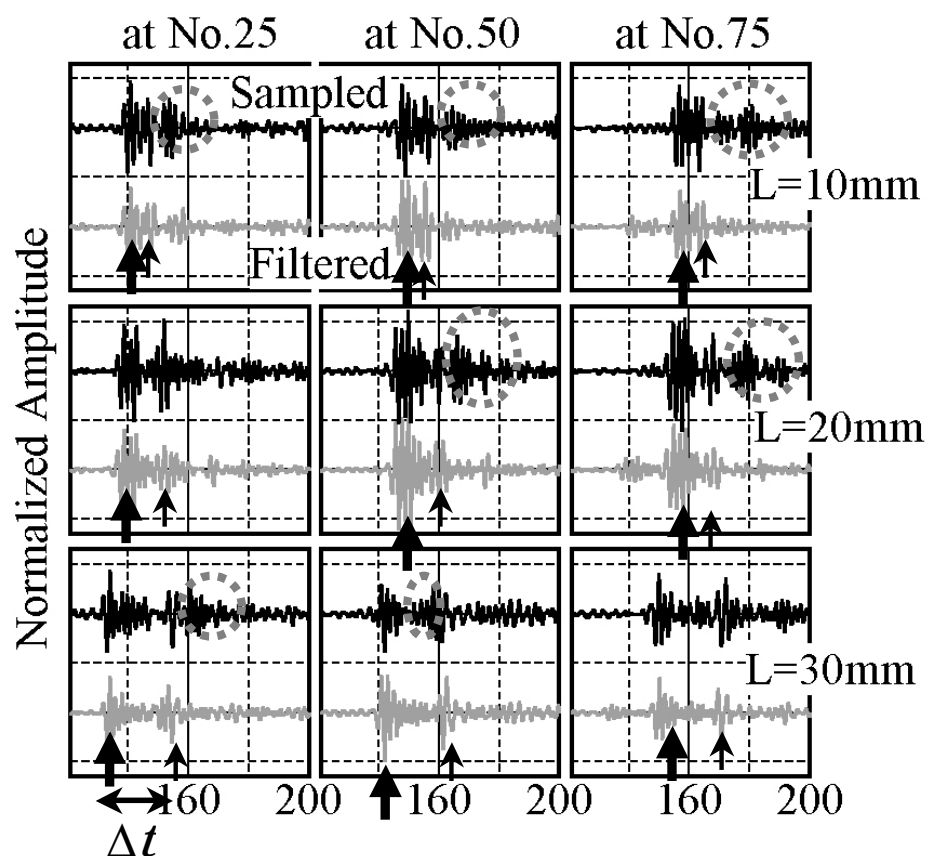 at No.25 at No.50 at No.75
Sampled
L=10mm
Filtered
Normalized Amplitude
L=20mm
L=30mm
160 200 160 200 160 200
Δt